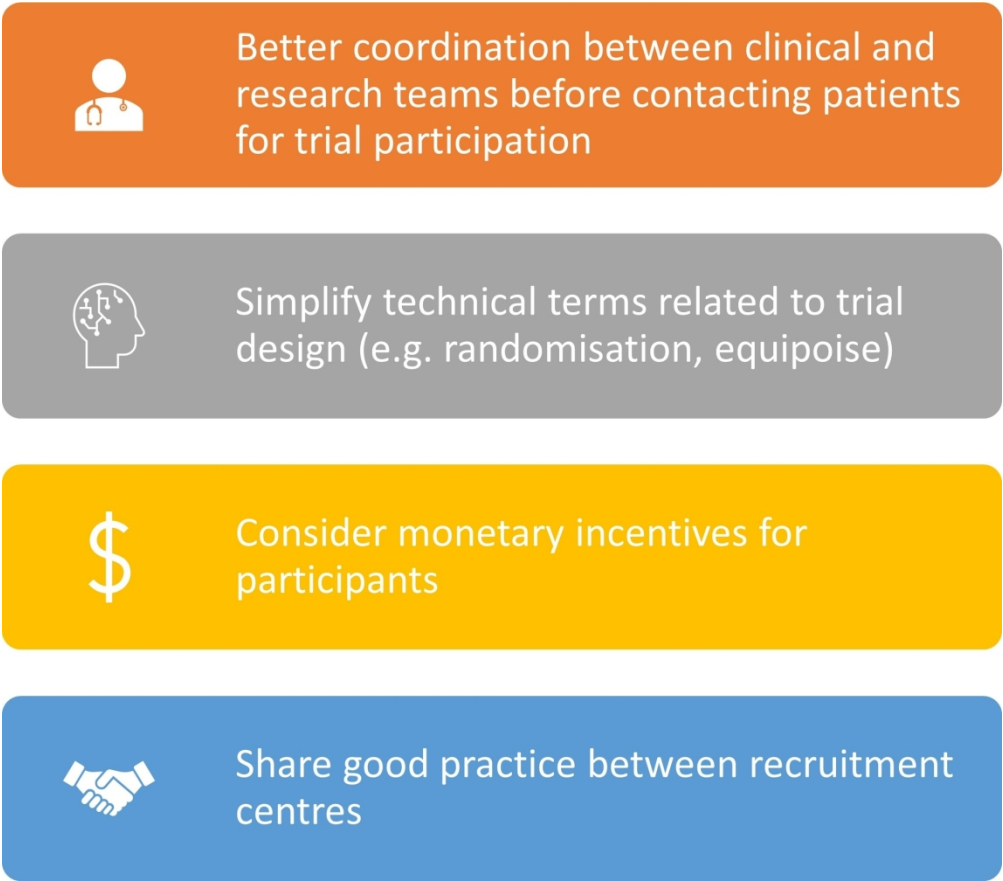 Better coordination between clinical and
research teams before contacting patients
for trial participation
Simplify technical terms related to trial
design (e.g. randomisation, equipoise)
$
Consider monetary incentives for
participants
Share good practice between recruitment
centres